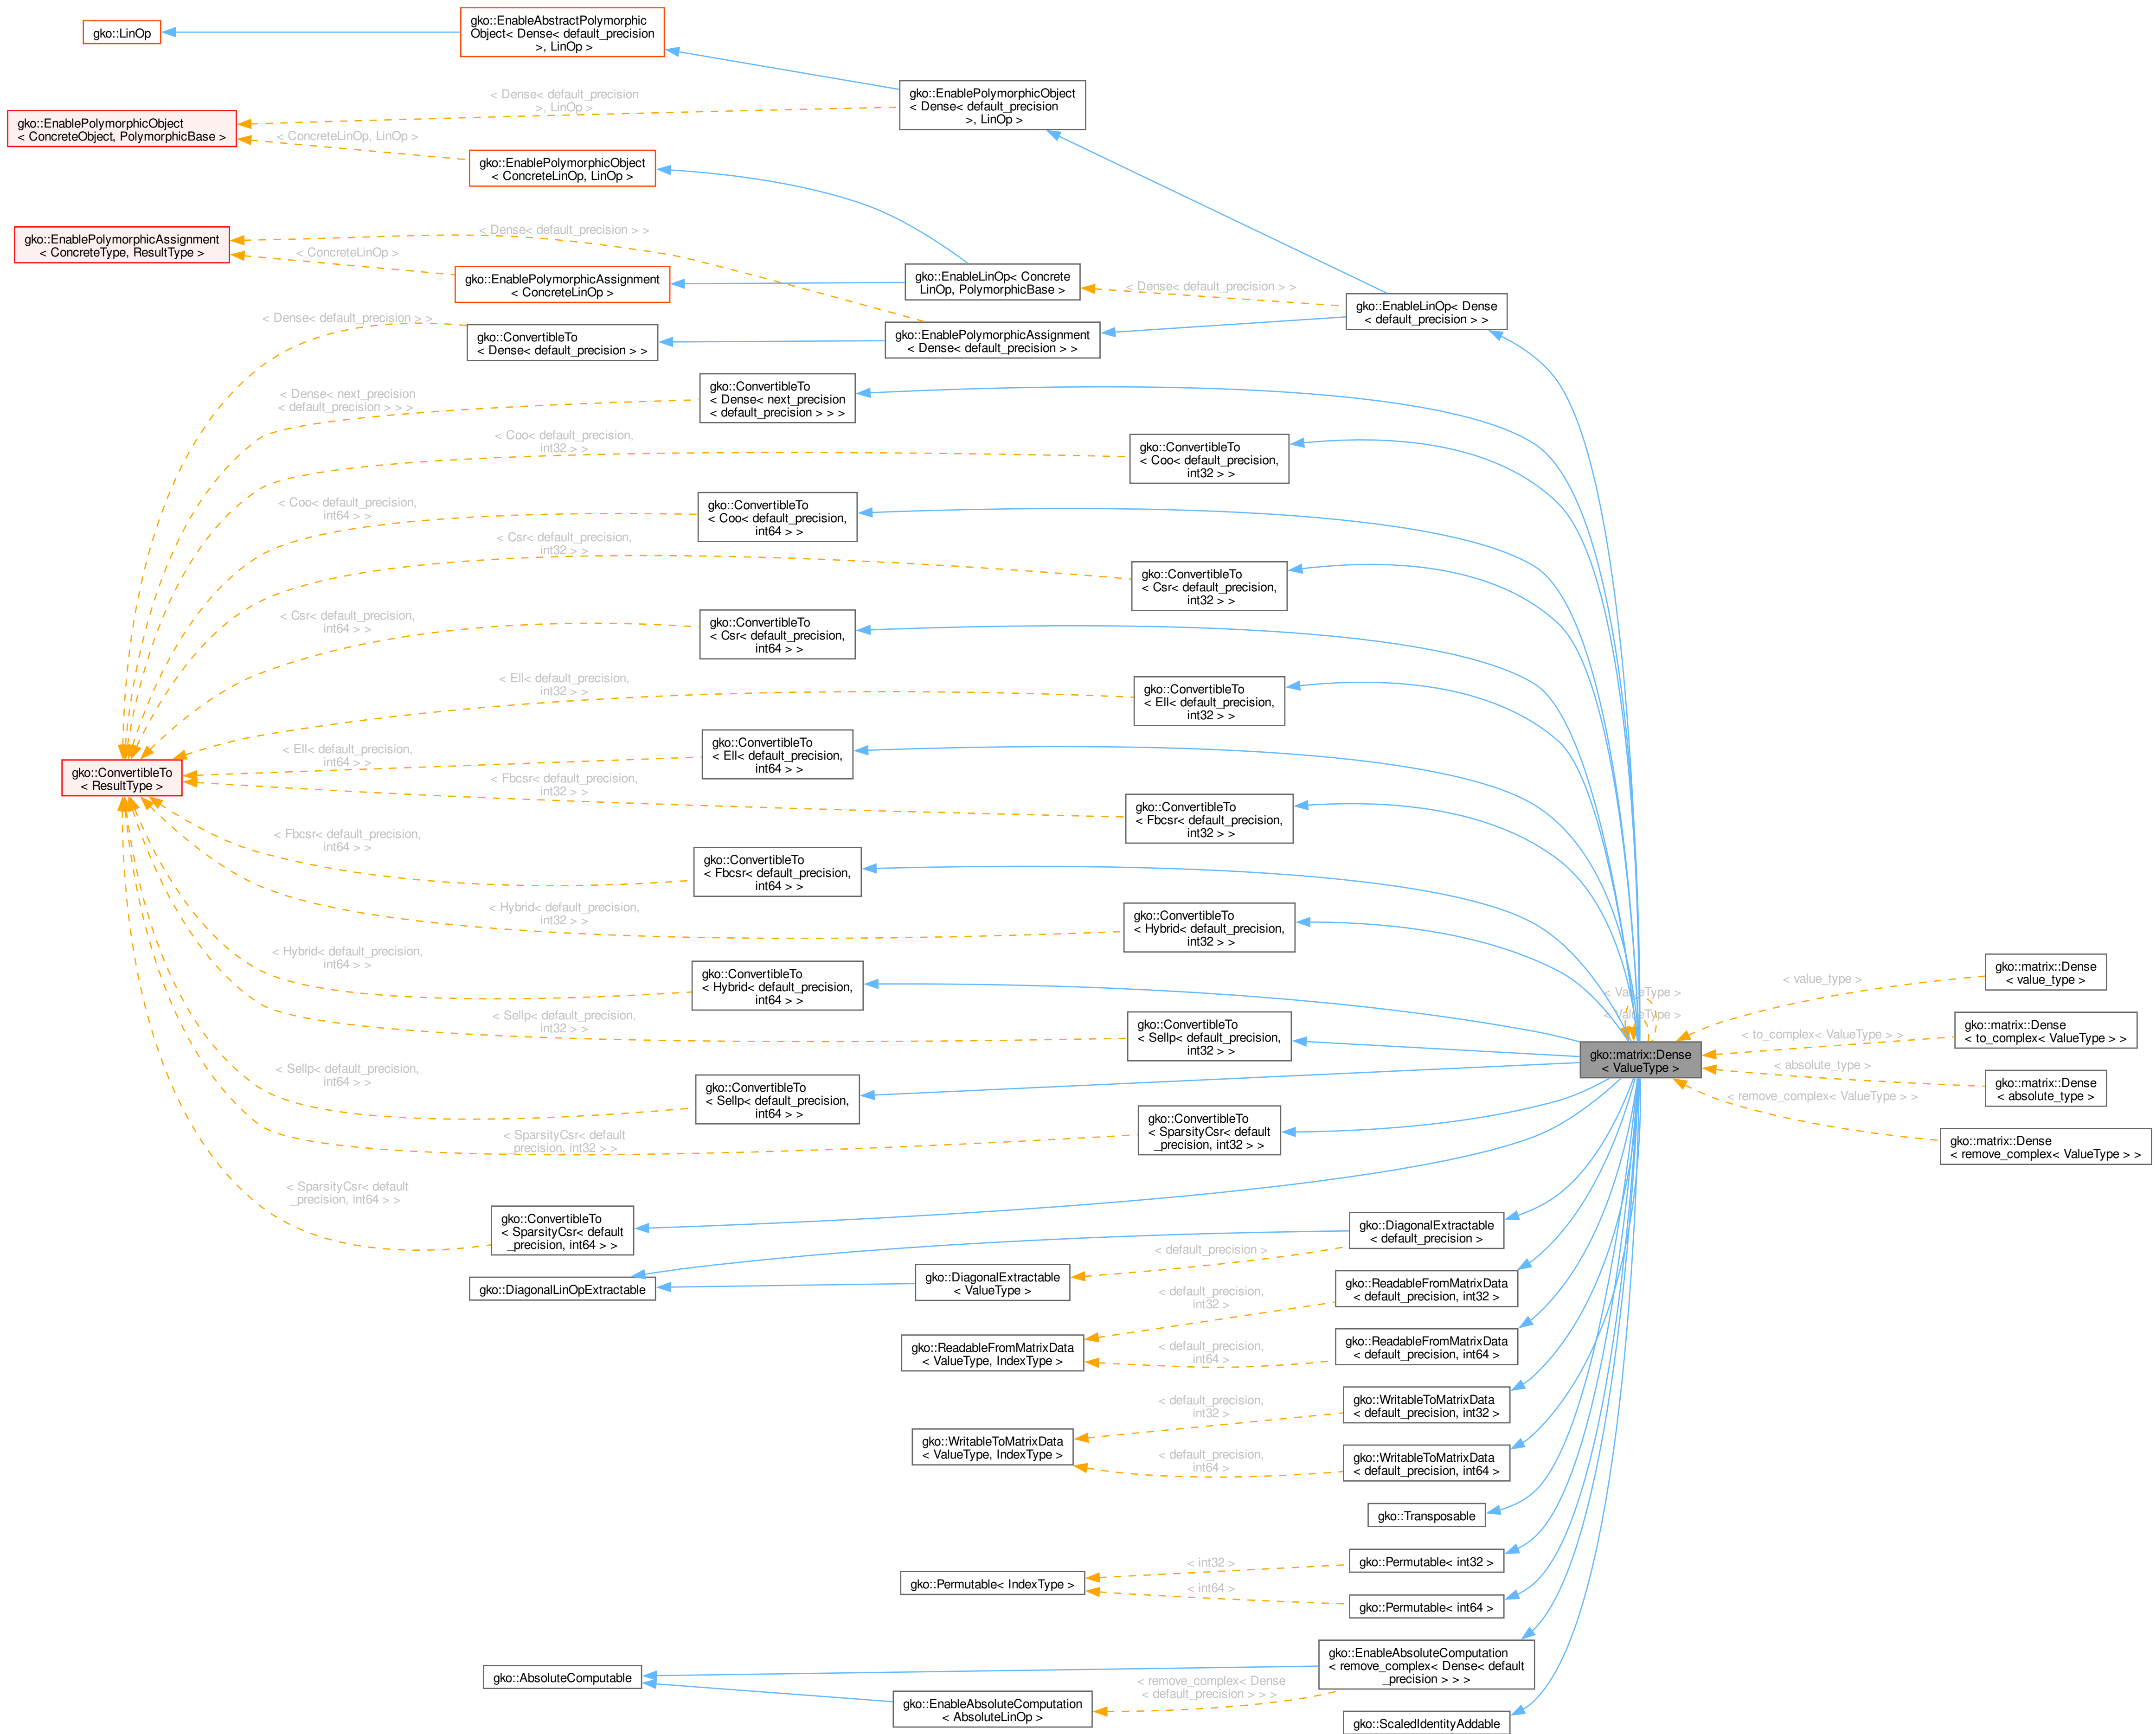 gko::LinOp
gko::EnableAbstractPolymorphic
Object< Dense< default_precision
>, LinOp >
gko::EnablePolymorphicObject
< Dense< default_precision
>, LinOp >
< Dense< default_precision
>, LinOp >
gko::EnablePolymorphicObject
< ConcreteObject, PolymorphicBase >
< ConcreteLinOp, LinOp >
gko::EnablePolymorphicObject
< ConcreteLinOp, LinOp >
gko::EnablePolymorphicAssignment
< ConcreteType, ResultType >
< Dense< default_precision > >
< ConcreteLinOp >
gko::EnablePolymorphicAssignment
< ConcreteLinOp >
gko::EnableLinOp< Concrete
LinOp, PolymorphicBase >
< Dense< default_precision > >
gko::EnableLinOp< Dense
< default_precision > >
< Dense< default_precision > >
gko::ConvertibleTo
< Dense< default_precision > >
gko::EnablePolymorphicAssignment
< Dense< default_precision > >
< Dense< next_precision
< default_precision > > >
gko::ConvertibleTo
< Dense< next_precision
< default_precision > > >
< Coo< default_precision,
int32 > >
gko::ConvertibleTo
< Coo< default_precision,
int32 > >
< Coo< default_precision,
int64 > >
gko::ConvertibleTo
< Coo< default_precision,
int64 > >
< Csr< default_precision,
int32 > >
gko::ConvertibleTo
< Csr< default_precision,
int32 > >
< Csr< default_precision,
int64 > >
gko::ConvertibleTo
< Csr< default_precision,
int64 > >
< Ell< default_precision,
int32 > >
gko::ConvertibleTo
< Ell< default_precision,
int32 > >
< Ell< default_precision,
int64 > >
gko::ConvertibleTo
< Ell< default_precision,
int64 > >
gko::ConvertibleTo
< ResultType >
< Fbcsr< default_precision,
int32 > >
gko::ConvertibleTo
< Fbcsr< default_precision,
int32 > >
< Fbcsr< default_precision,
int64 > >
gko::ConvertibleTo
< Fbcsr< default_precision,
int64 > >
< Hybrid< default_precision,
int32 > >
gko::ConvertibleTo
< Hybrid< default_precision,
int32 > >
< Hybrid< default_precision,
int64 > >
gko::ConvertibleTo
< Hybrid< default_precision,
int64 > >
< Sellp< default_precision,
int32 > >
gko::ConvertibleTo
< Sellp< default_precision,
int32 > >
< Sellp< default_precision,
int64 > >
gko::ConvertibleTo
< Sellp< default_precision,
int64 > >
< SparsityCsr< default
_precision, int32 > >
gko::ConvertibleTo
< SparsityCsr< default
_precision, int32 > >
< SparsityCsr< default
_precision, int64 > >
gko::ConvertibleTo
< SparsityCsr< default
_precision, int64 > >
< ValueType >
< ValueType >
gko::matrix::Dense
< ValueType >
< value_type >
gko::matrix::Dense
< value_type >
< to_complex< ValueType > >
gko::matrix::Dense
< to_complex< ValueType > >
< absolute_type >
gko::matrix::Dense
< absolute_type >
< remove_complex< ValueType > >
gko::matrix::Dense
< remove_complex< ValueType > >
gko::DiagonalLinOpExtractable
gko::DiagonalExtractable
< ValueType >
< default_precision >
gko::DiagonalExtractable
< default_precision >
gko::ReadableFromMatrixData
< ValueType, IndexType >
< default_precision,
int32 >
gko::ReadableFromMatrixData
< default_precision, int32 >
< default_precision,
int64 >
gko::ReadableFromMatrixData
< default_precision, int64 >
gko::WritableToMatrixData
< ValueType, IndexType >
< default_precision,
int32 >
gko::WritableToMatrixData
< default_precision, int32 >
< default_precision,
int64 >
gko::WritableToMatrixData
< default_precision, int64 >
gko::Transposable
gko::Permutable< IndexType >
< int32 >
gko::Permutable< int32 >
< int64 >
gko::Permutable< int64 >
gko::AbsoluteComputable
gko::EnableAbsoluteComputation
< AbsoluteLinOp >
< remove_complex< Dense
< default_precision > > >
gko::EnableAbsoluteComputation
< remove_complex< Dense< default
_precision > > >
gko::ScaledIdentityAddable